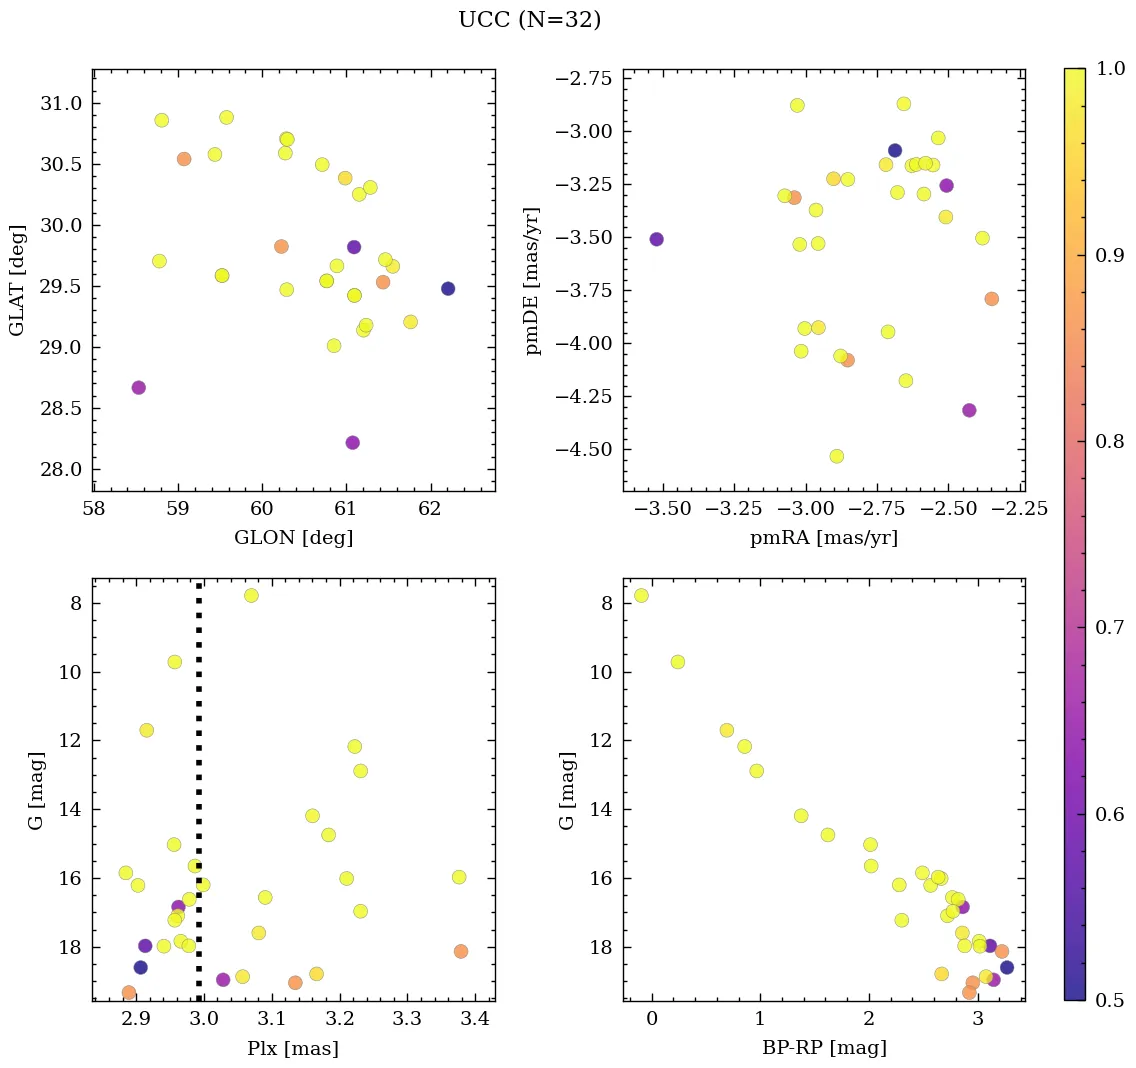 UCC (N=32)
31.0
30.5
30.0
29.5
29.0
28.5
28.0
GLAT [deg]
58 59 60 61 62
GLON [deg]
−2.75
−3.00
−3.25
−3.50
−3.75
−4.00
−4.25
−4.50
pmDE [mas/yr]
−3.50 −3.25 −3.00 −2.75 −2.50 −2.25
pmRA [mas/yr]
8
10
12
14
16
18
G [mag]
2.9 3.0 3.1 3.2 3.3 3.4
Plx [mas]
8
10
12
14
16
18
G [mag]
0 1 2 3
BP-RP [mag]
1.0
0.9
0.8
0.7
0.6
0.5